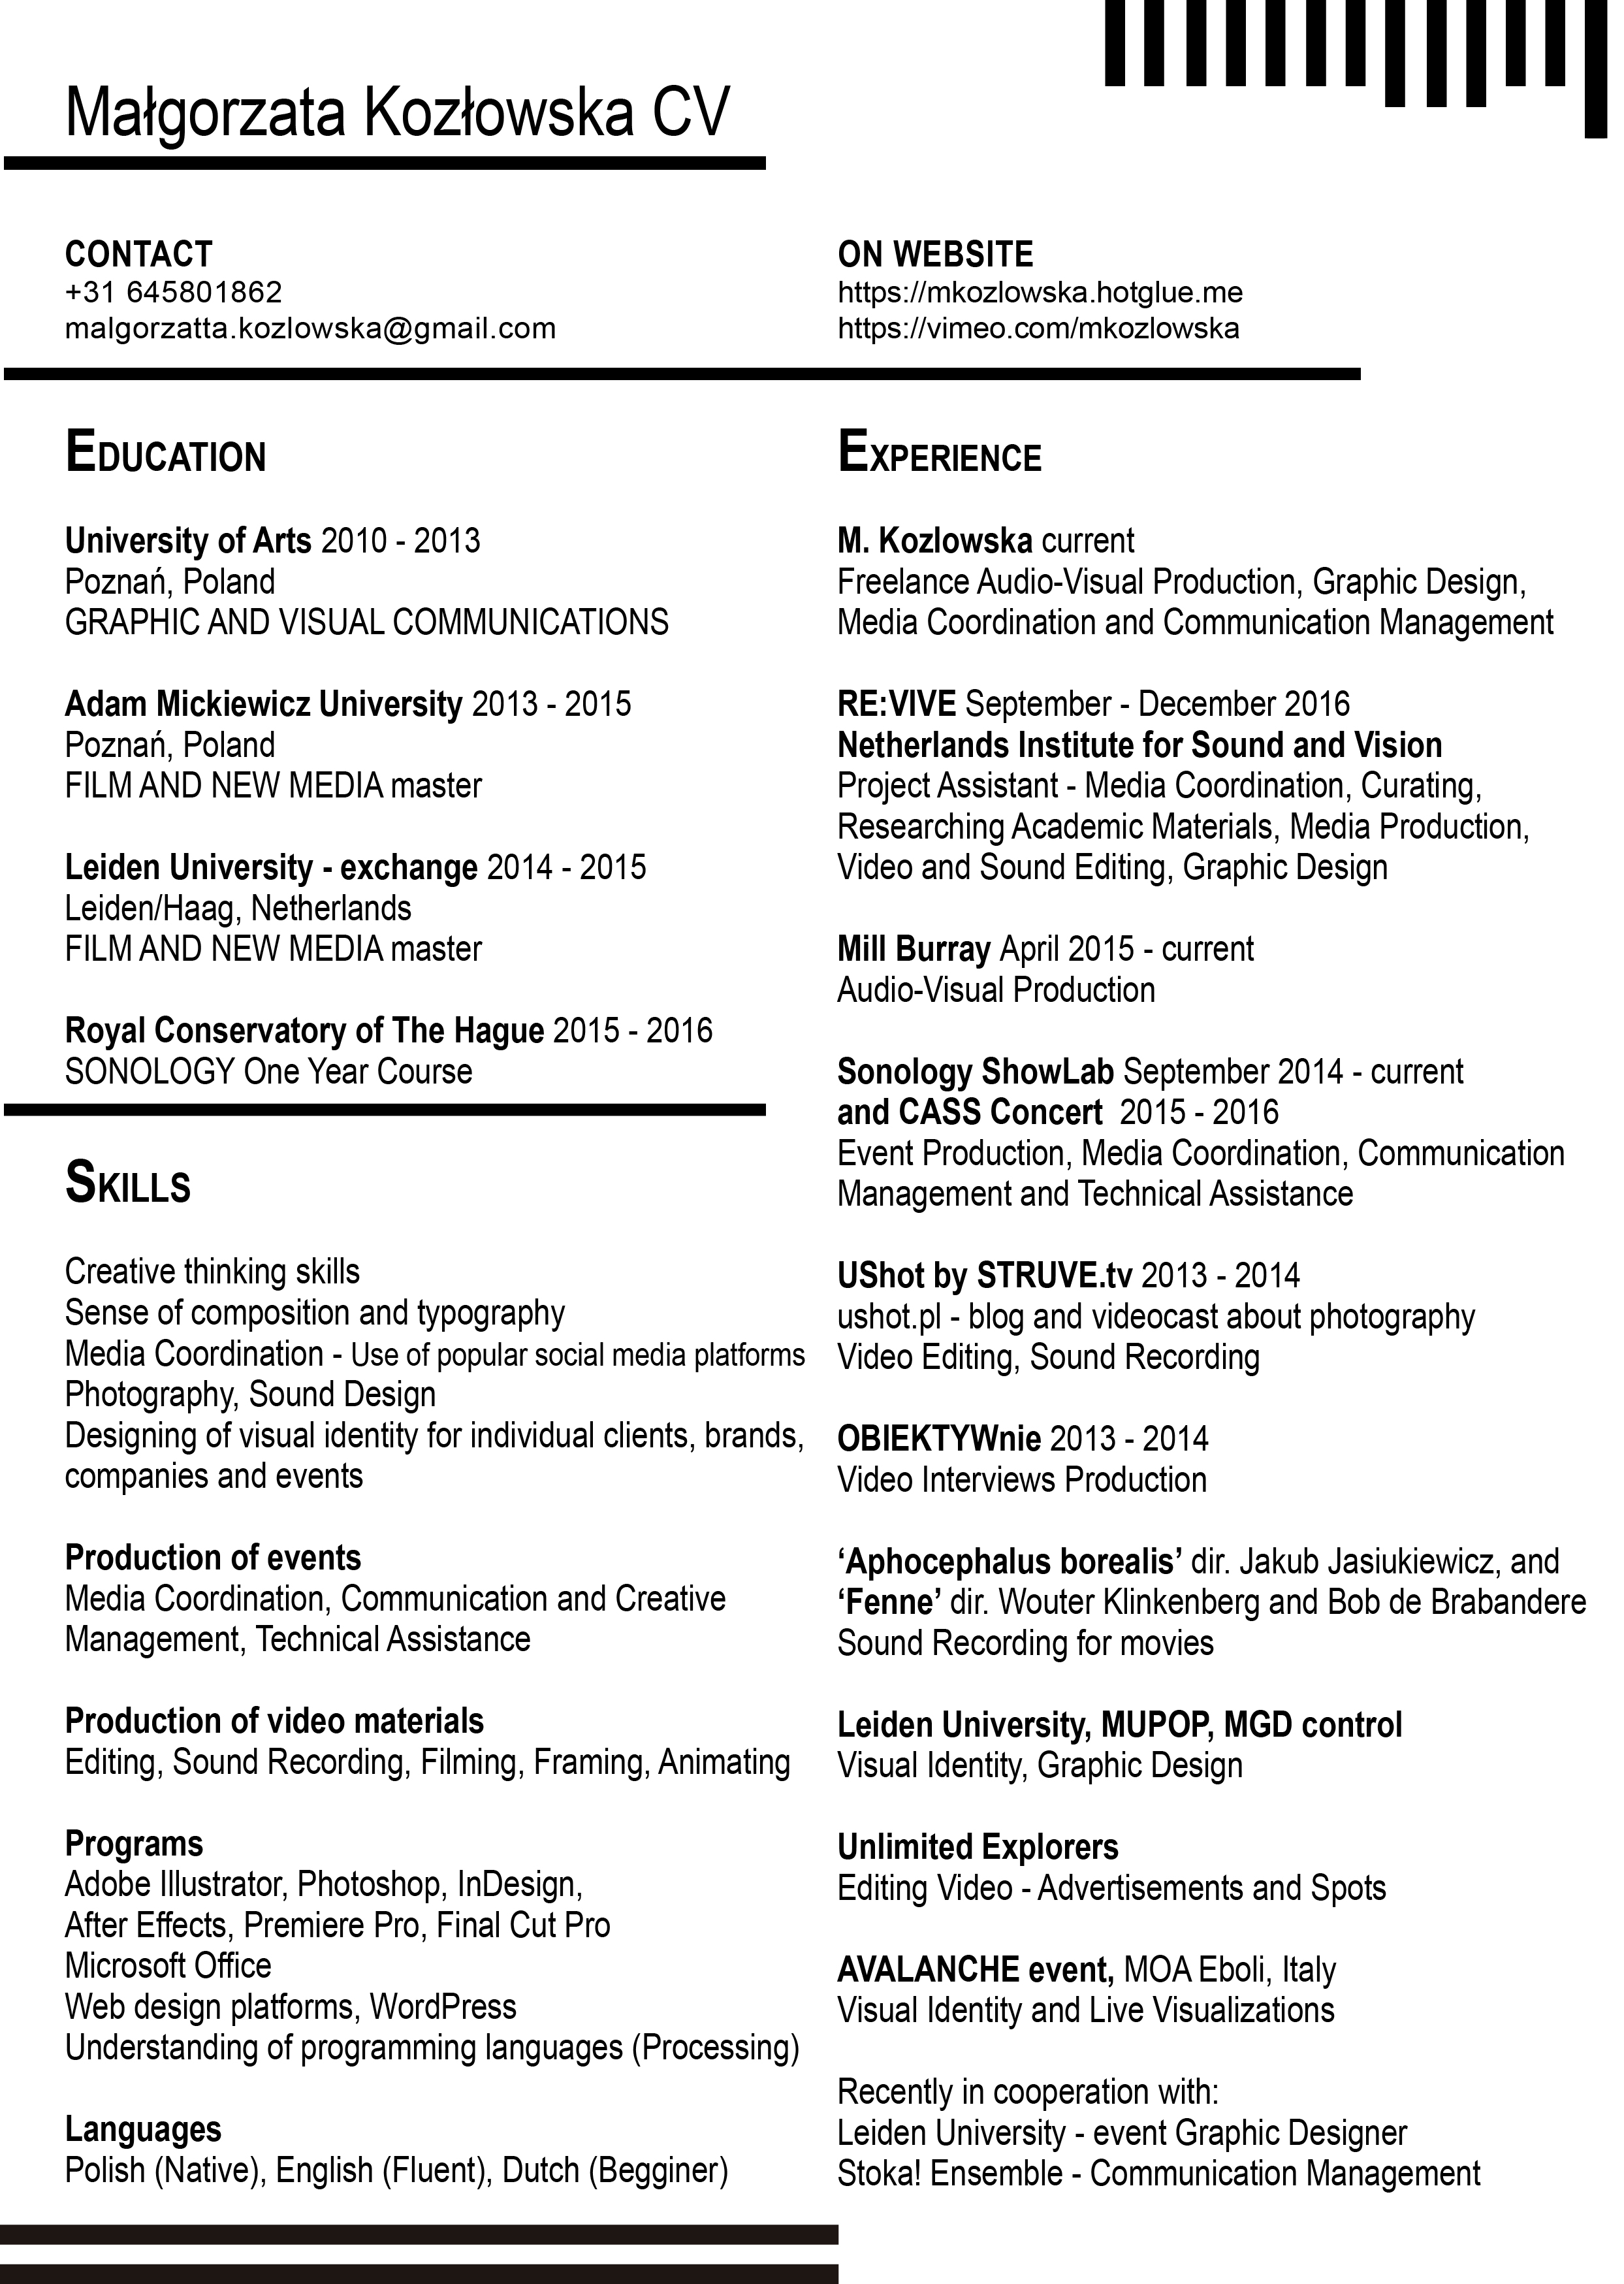 Małgorzata Kozłowska CV
CONTACT
+31 645801862
malgorzatta.kozlowska@gmail.com
ON WEBSITE
https://mkozlowska.hotglue.me
https://vimeo.com/mkozlowska
EDUCATION
University of Arts 2010 - 2013
Poznań, Poland
GRAPHIC AND VISUAL COMMUNICATIONS
Adam Mickiewicz University 2013 - 2015
Poznań, Poland
FILM AND NEW MEDIA master
Leiden University - exchange 2014 - 2015
Leiden/Haag, Netherlands
FILM AND NEW MEDIA master
Royal Conservatory of The Hague 2015 - 2016
SONOLOGY One Year Course
SKILLS
Creative thinking skills
Sense of composition and typography
Media Coordination - Use of popular social media platforms
Photography, Sound Design
Designing of visual identity for individual clients, brands,
companies and events
Production of events
Media Coordination, Communication and Creative
Management, Technical Assistance
Production of video materials
Editing, Sound Recording, Filming, Framing, Animating
Programs
Adobe Illustrator, Photoshop, InDesign,
After Effects, Premiere Pro, Final Cut Pro
Microsoft Office
Web design platforms, WordPress
Understanding of programming languages (Processing)
Languages
Polish (Native), English (Fluent), Dutch (Begginer)
EXPERIENCE
M. Kozlowska current
Freelance Audio-Visual Production, Graphic Design,
Media Coordination and Communication Management
RE:VIVE September - December 2016
Netherlands Institute for Sound and Vision
Project Assistant - Media Coordination, Curating,
Researching Academic Materials, Media Production,
Video and Sound Editing, Graphic Design
Mill Burray April 2015 - current
Audio-Visual Production
Sonology ShowLab September 2014 - current
and CASS Concert 2015 - 2016
Event Production, Media Coordination, Communication
Management and Technical Assistance
UShot by STRUVE.tv 2013 - 2014
ushot.pl - blog and videocast about photography
Video Editing, Sound Recording
OBIEKTYWnie 2013 - 2014
Video Interviews Production
‘Aphocephalus borealis’ dir. Jakub Jasiukiewicz, and
‘Fenne’ dir. Wouter Klinkenberg and Bob de Brabandere
Sound Recording for movies
Leiden University, MUPOP, MGD control
Visual Identity, Graphic Design
Unlimited Explorers
Editing Video - Advertisements and Spots
AVALANCHE event, MOA Eboli, Italy
Visual Identity and Live Visualizations
Recently in cooperation with:
Leiden University - event Graphic Designer
Stoka! Ensemble - Communication Management